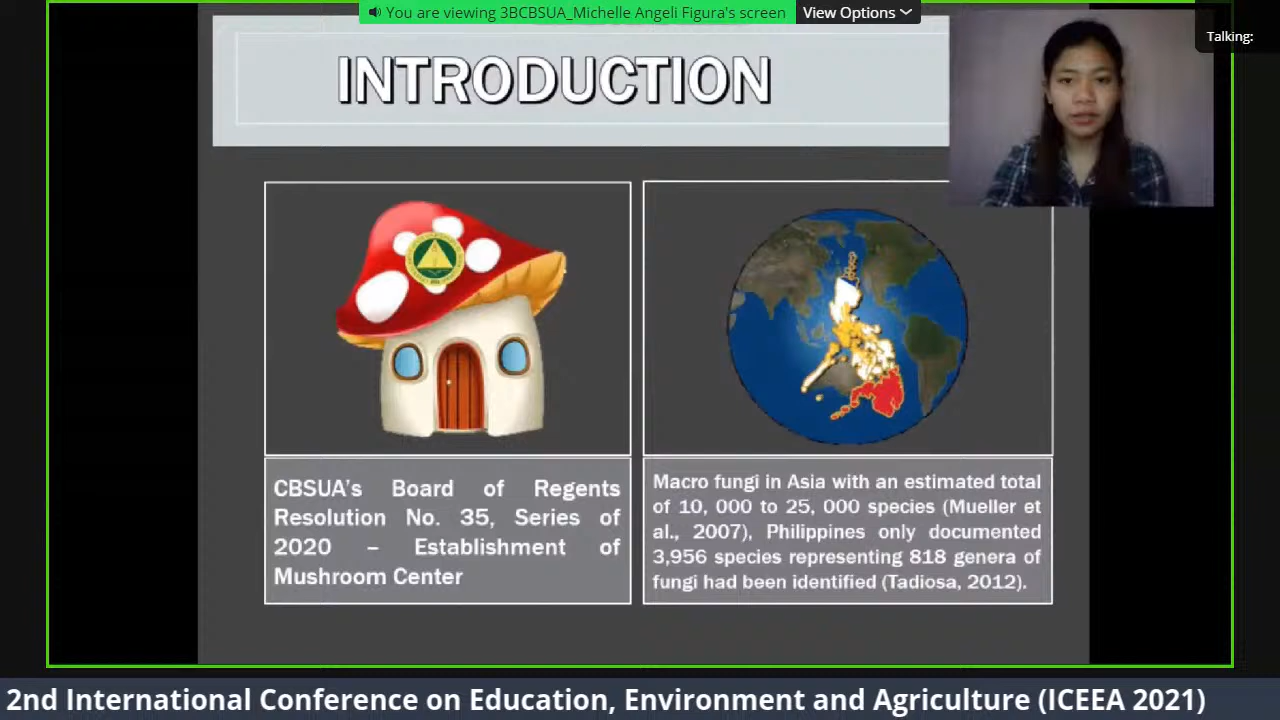 You are viewing 3BCBSUA_Michelle Angeli Figura's screen
View Options
Talking:
INTRODUCTION
CBSUA's Board of Regents
Resolution No. 35, Series of
2020 – Establishment of
Mushroom Center
Macro fungi in Asia with an estimated total
of 10, 000 to 25, 000 species (Mueller et
al., 2007), Philippines only documented
3,956 species representing 818 genera of
fungi had been identified (Tadiosa, 2012).
2nd International Conference on Education, Environment and Agriculture (ICEEA 2021)